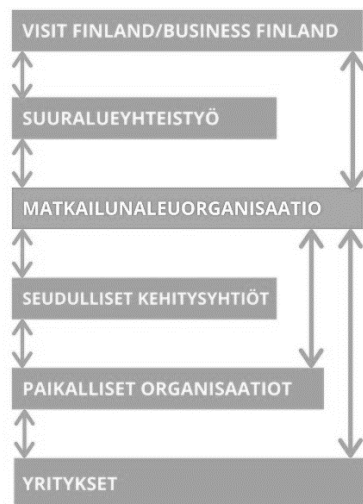 VISIT FINLAND/BUSINESS FINLAND
SUURALUEYHTEISTYÖ
MATKAILUNALEUORGANISAATIO
SEUDULLISET KEHITYSYHTIÖT
PAIKALLISET ORGANISAATIOT
YRITYKSET